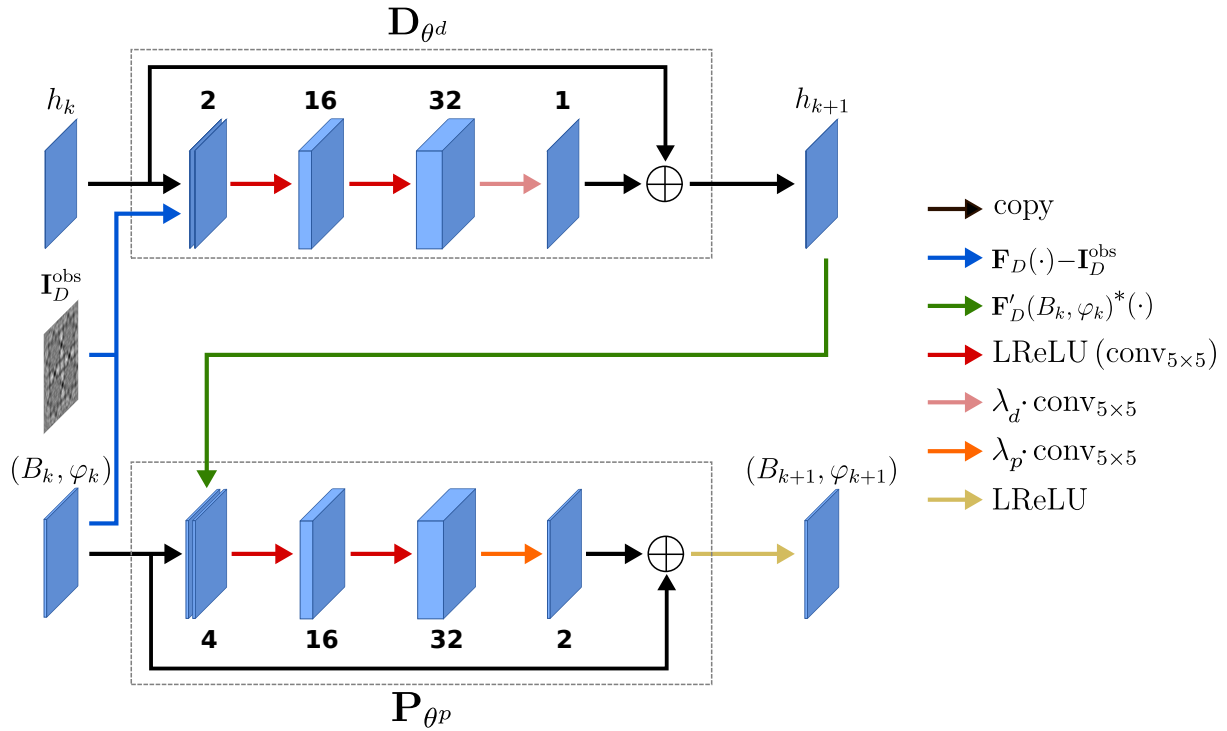 D_{θ^d}
h_k
2 16 32 1
h_{k+1}
I_D^{obs}
(B_k, φ_k)
(B_{k+1}, φ_{k+1})
4 16 32 2
P_{θ^p}
copy
F_D(·)−I_D^{obs}
F′_D(B_k, φ_k)*(·)
LReLU (conv_{5×5})
λ_d· conv_{5×5}
λ_p· conv_{5×5}
LReLU